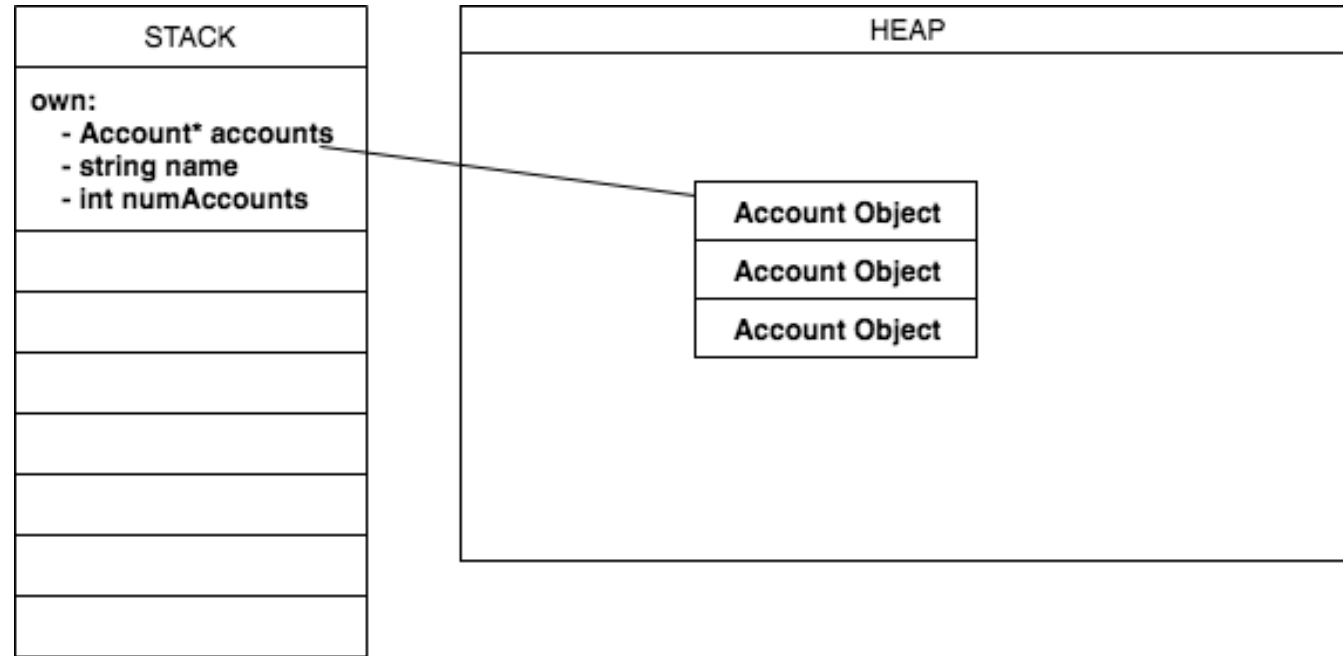 STACK
own:
- Account* accounts
- string name
- int numAccounts
HEAP
Account Object
Account Object
Account Object